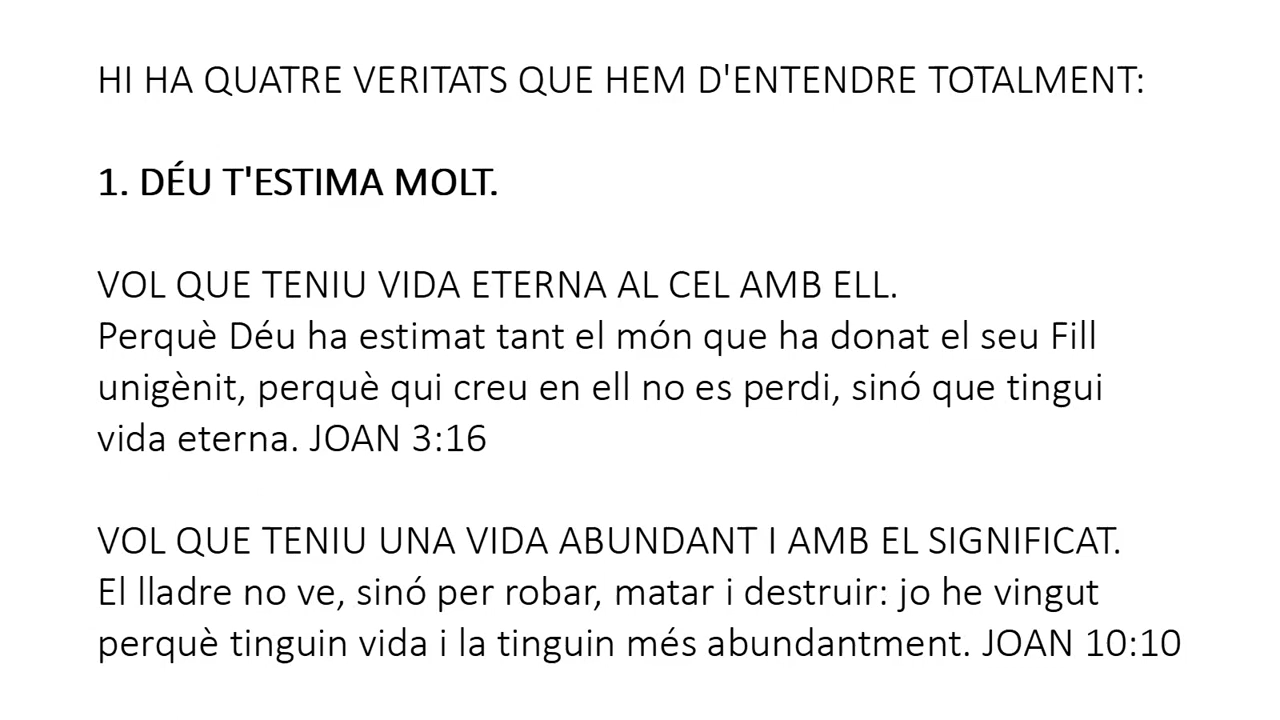 HI HA QUATRE VERITATS QUE HEM D'ENTENDRE TOTALMENT:
1. DÉU T'ESTIMA MOLT.
VOL QUE TENIU VIDA ETERNA AL CEL AMB ELL.
Perquè Déu ha estimat tant el món que ha donat el seu Fill
unigènit, perquè qui creu en ell no es perdi, sinó que tingui
vida eterna. JOAN 3:16
VOL QUE TENIU UNA VIDA ABUNDANT I AMB EL SIGNIFICAT.
El lladre no ve, sinó per robar, matar i destruir: jo he vingut
perquè tinguin vida i la tinguin més abundantment. JOAN 10:10